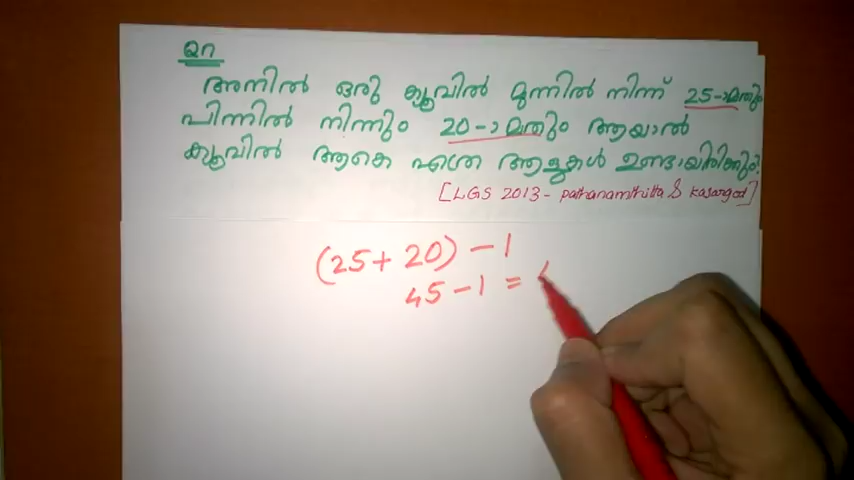 Qn
അനിൽ ഒരു ക്യൂവിൽ മുന്നിൽ നിന്ന് 25-ാമതും
പിന്നിൽ നിന്നും 20-ാമതും ആയാൽ
ക്യൂവിൽ ആകെ എത്ര ആളുകൾ ഉണ്ടായിരിക്കും.
[LGS 2013- pathanamthitta & kasargod]
(25+ 20) - 1
45 - 1 =